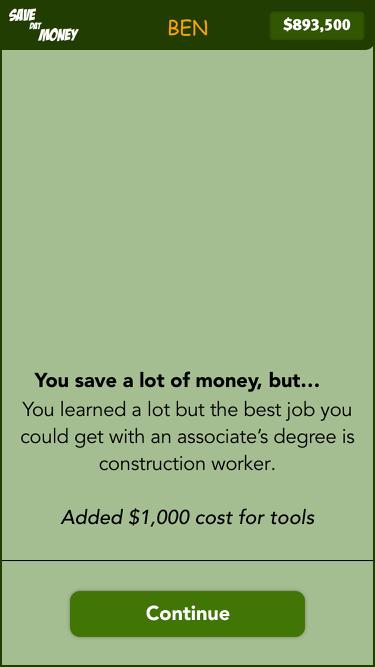 SAVE
DAT
MONEY
BEN
$893,500
You save a lot of money, but...
You learned a lot but the best job you
could get with an associate's degree is
construction worker.
Added $1,000 cost for tools
Continue